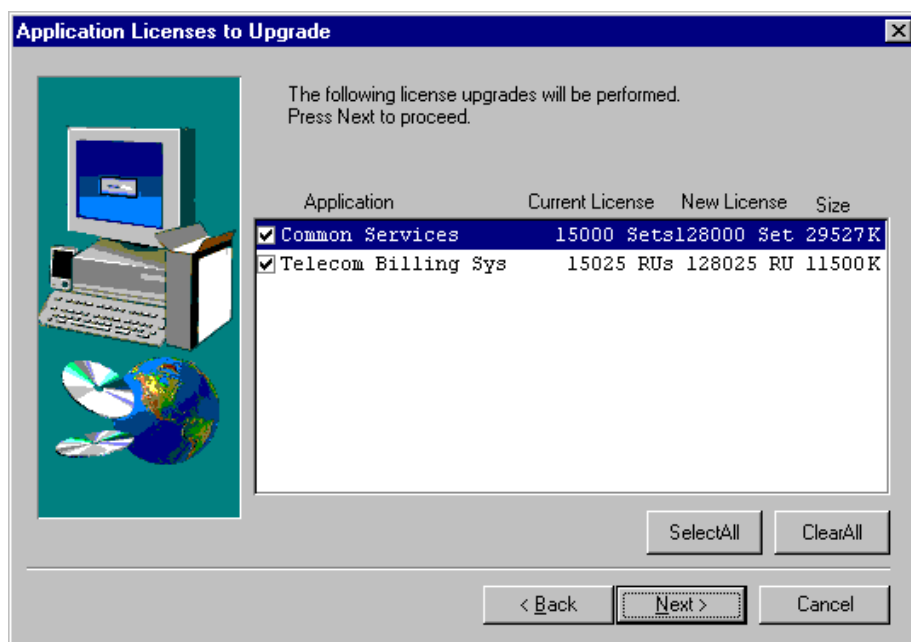 Application Licenses to Upgrade
The following license upgrades will be performed.
Press Next to proceed.
Application Current License New License Size
Common Services 15000 Sets128000 Set 29527K
Telecom Billing Sys 15025 RUs 128025 RU 11500K
SelectAll ClearAll
< Back Next > Cancel